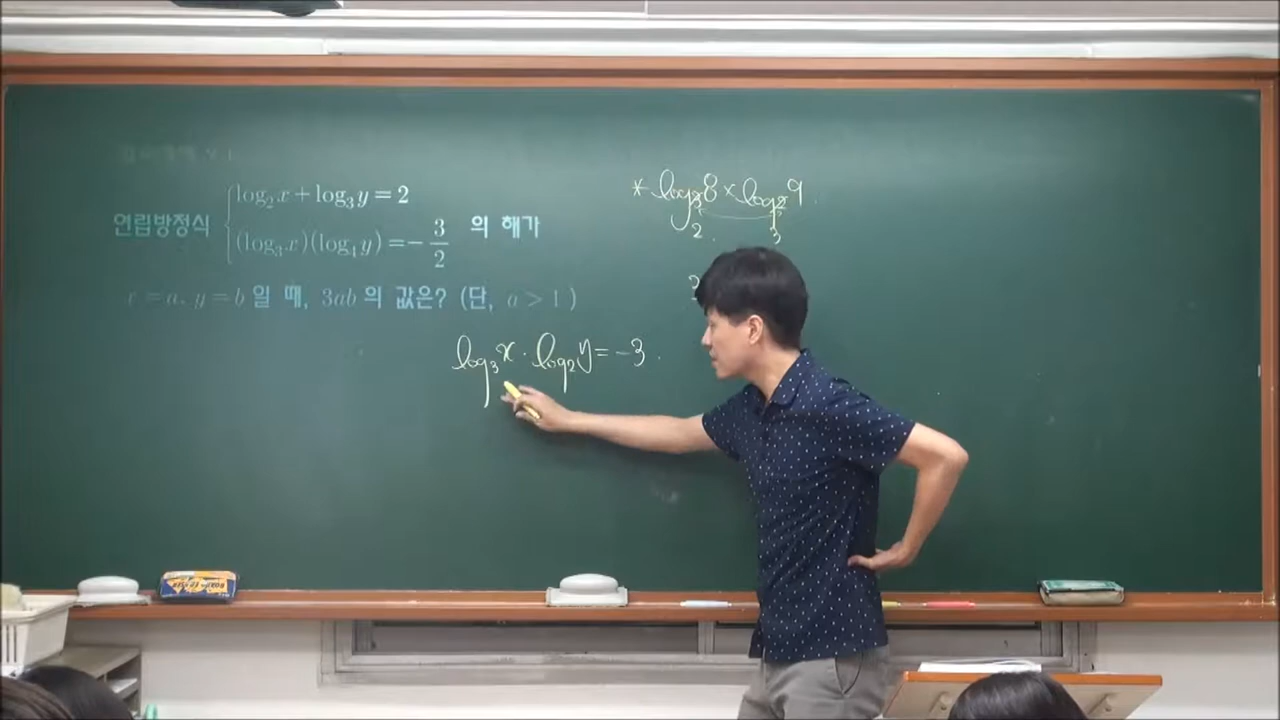 log₂x + log₃y = 2
연립방정식 의 해가
(log₃x)(log₄y) = -3/2
x = a, y = b 일 때, 3ab 의 값은? (단, a > 1)
* log₃8 × log₂9
2 3
log₃x · log₂y = -3